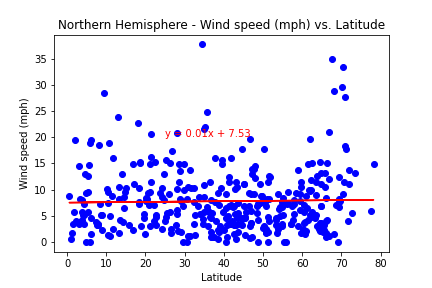 Northern Hemisphere - Wind speed (mph) vs. Latitude
Wind speed (mph)
35
30
25
20
15
10
5
0
y = 0.01x + 7.53
0 10 20 30 40 50 60 70 80
Latitude